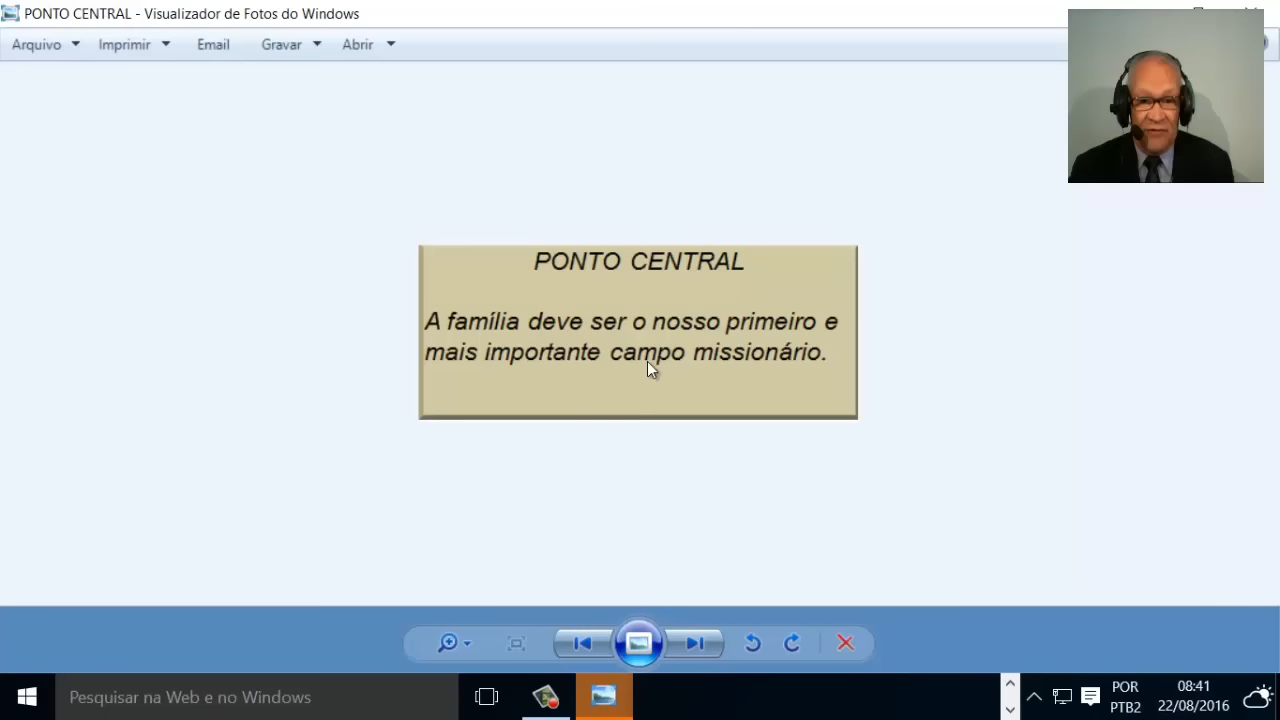 PONTO CENTRAL - Visualizador de Fotos do Windows
Arquivo Imprimir Email Gravar Abrir
PONTO CENTRAL
A família deve ser o nosso primeiro e
mais importante campo missionário.
Pesquisar na Web e no Windows
POR
PTB2
08:41
22/08/2016